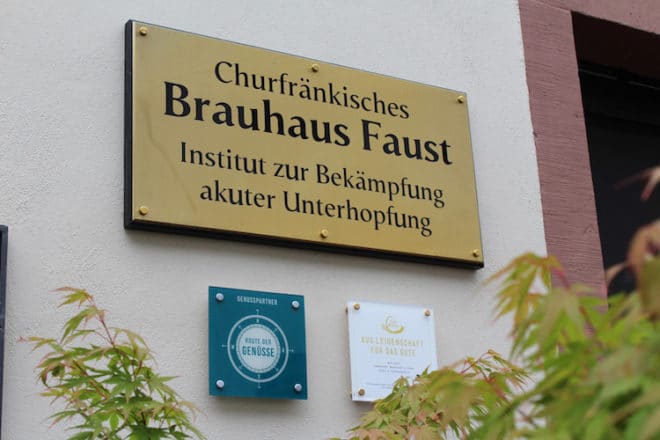 Churfränkisches
Brauhaus Faust
Institut zur Bekämpfung
akuter Unterhopfung
GENUSSPARTNER
ROUTE DER
GENÜSSE
AUS LEIDENSCHAFT
FÜR DAS GUTE